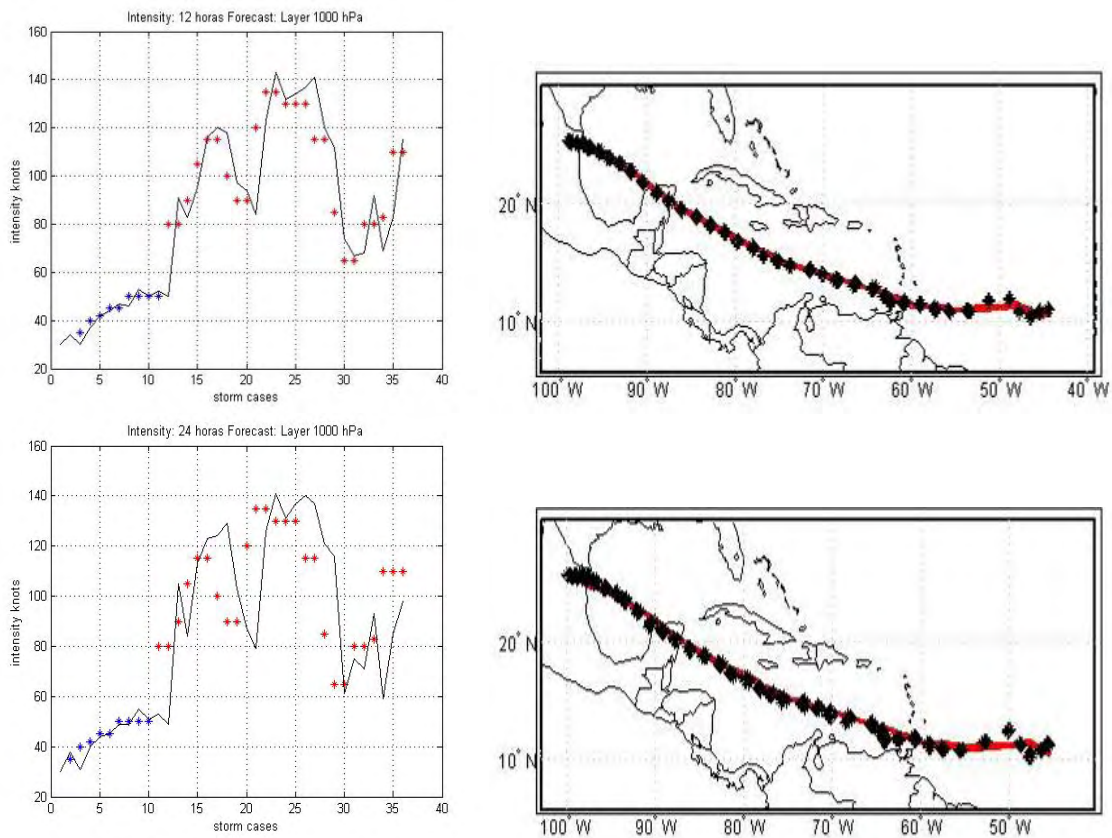 Intensity: 12 horas Forecast: Layer 1000 hPa
160
140
120
100
80
60
40
20
intensity knots
0 5 10 15 20 25 30 35 40
storm cases
20° N
10° N
100° W 90° W 80° W 70° W 60° W 50° W 40° W
Intensity: 24 horas Forecast: Layer 1000 hPa
160
140
120
100
80
60
40
20
intensity knots
0 5 10 15 20 25 30 35 40
storm cases
20° N
10° N
100° W 90° W 80° W 70° W 60° W 50° W